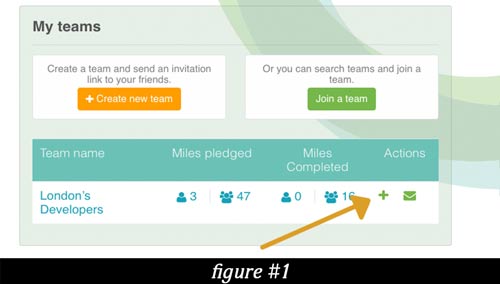 My teams
Create a team and send an invitation
link to your friends.
+ Create new team
Or you can search teams and join a
team.
Join a team
Team name Miles pledged Miles Completed Actions
London's Developers 3 47 0 16
figure #1